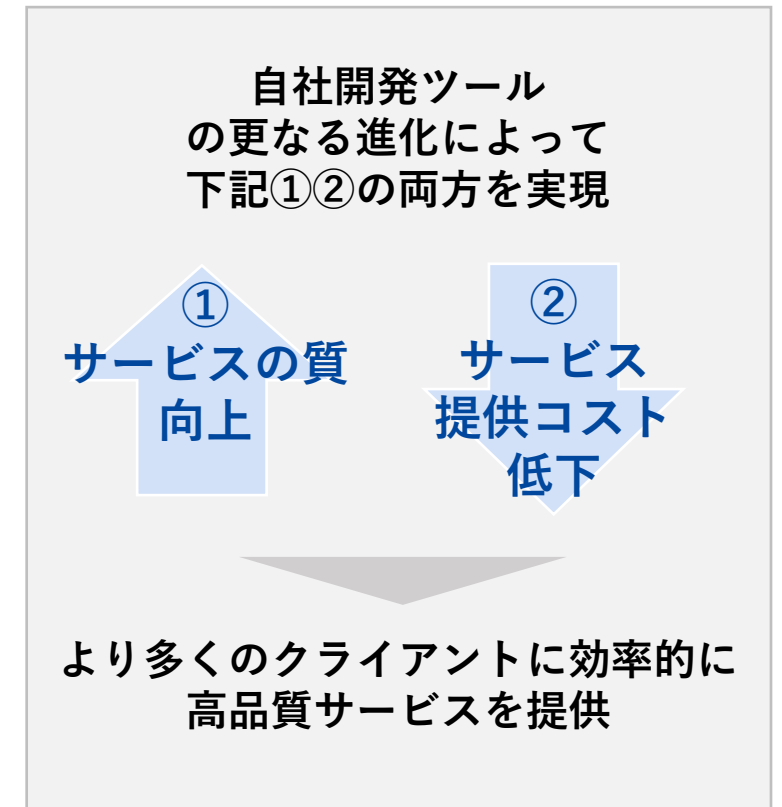 自社開発ツール
の更なる進化によって
下記①②の両方を実現
①
サービスの質
向上
②
サービス
提供コスト
低下
より多くのクライアントに効率的に
高品質サービスを提供